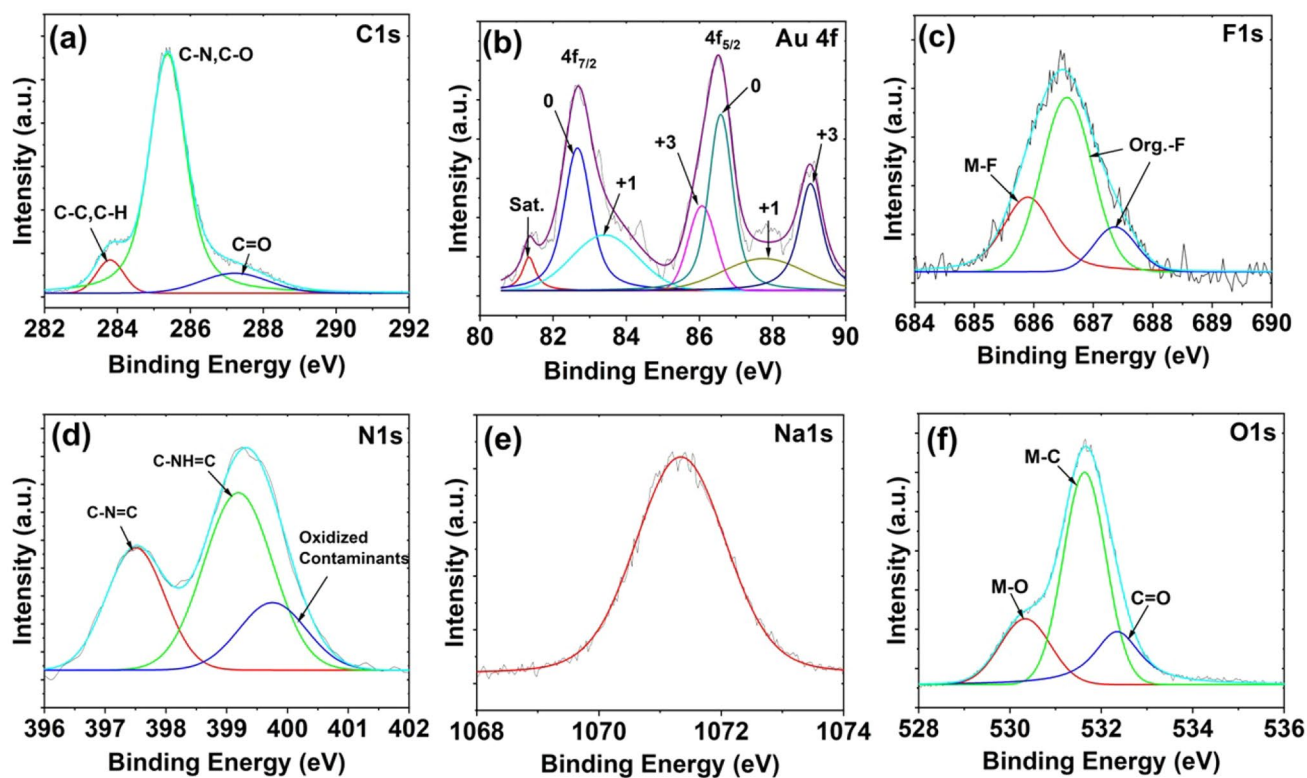 (a)
C1s
C-N,C-O
C-C,C-H
C=O
Intensity (a.u.)
282 284 286 288 290 292
Binding Energy (eV)
(b)
Au 4f
4f7/2
4f5/2
0
0
+3
+3
+1
+1
Sat.
Intensity (a.u.)
80 82 84 86 88 90
Binding Energy (eV)
(c)
F1s
M-F
Org.-F
Intensity (a.u.)
684 685 686 687 688 689 690
Binding Energy (eV)
(d)
N1s
C-NH=C
C-N=C
Oxidized
Contaminants
Intensity (a.u.)
396 397 398 399 400 401 402
Binding Energy (eV)
(e)
Na1s
Intensity (a.u.)
1068 1070 1072 1074
Binding Energy (eV)
(f)
O1s
M-C
M-O
C=O
Intensity (a.u.)
528 530 532 534 536
Binding Energy (eV)